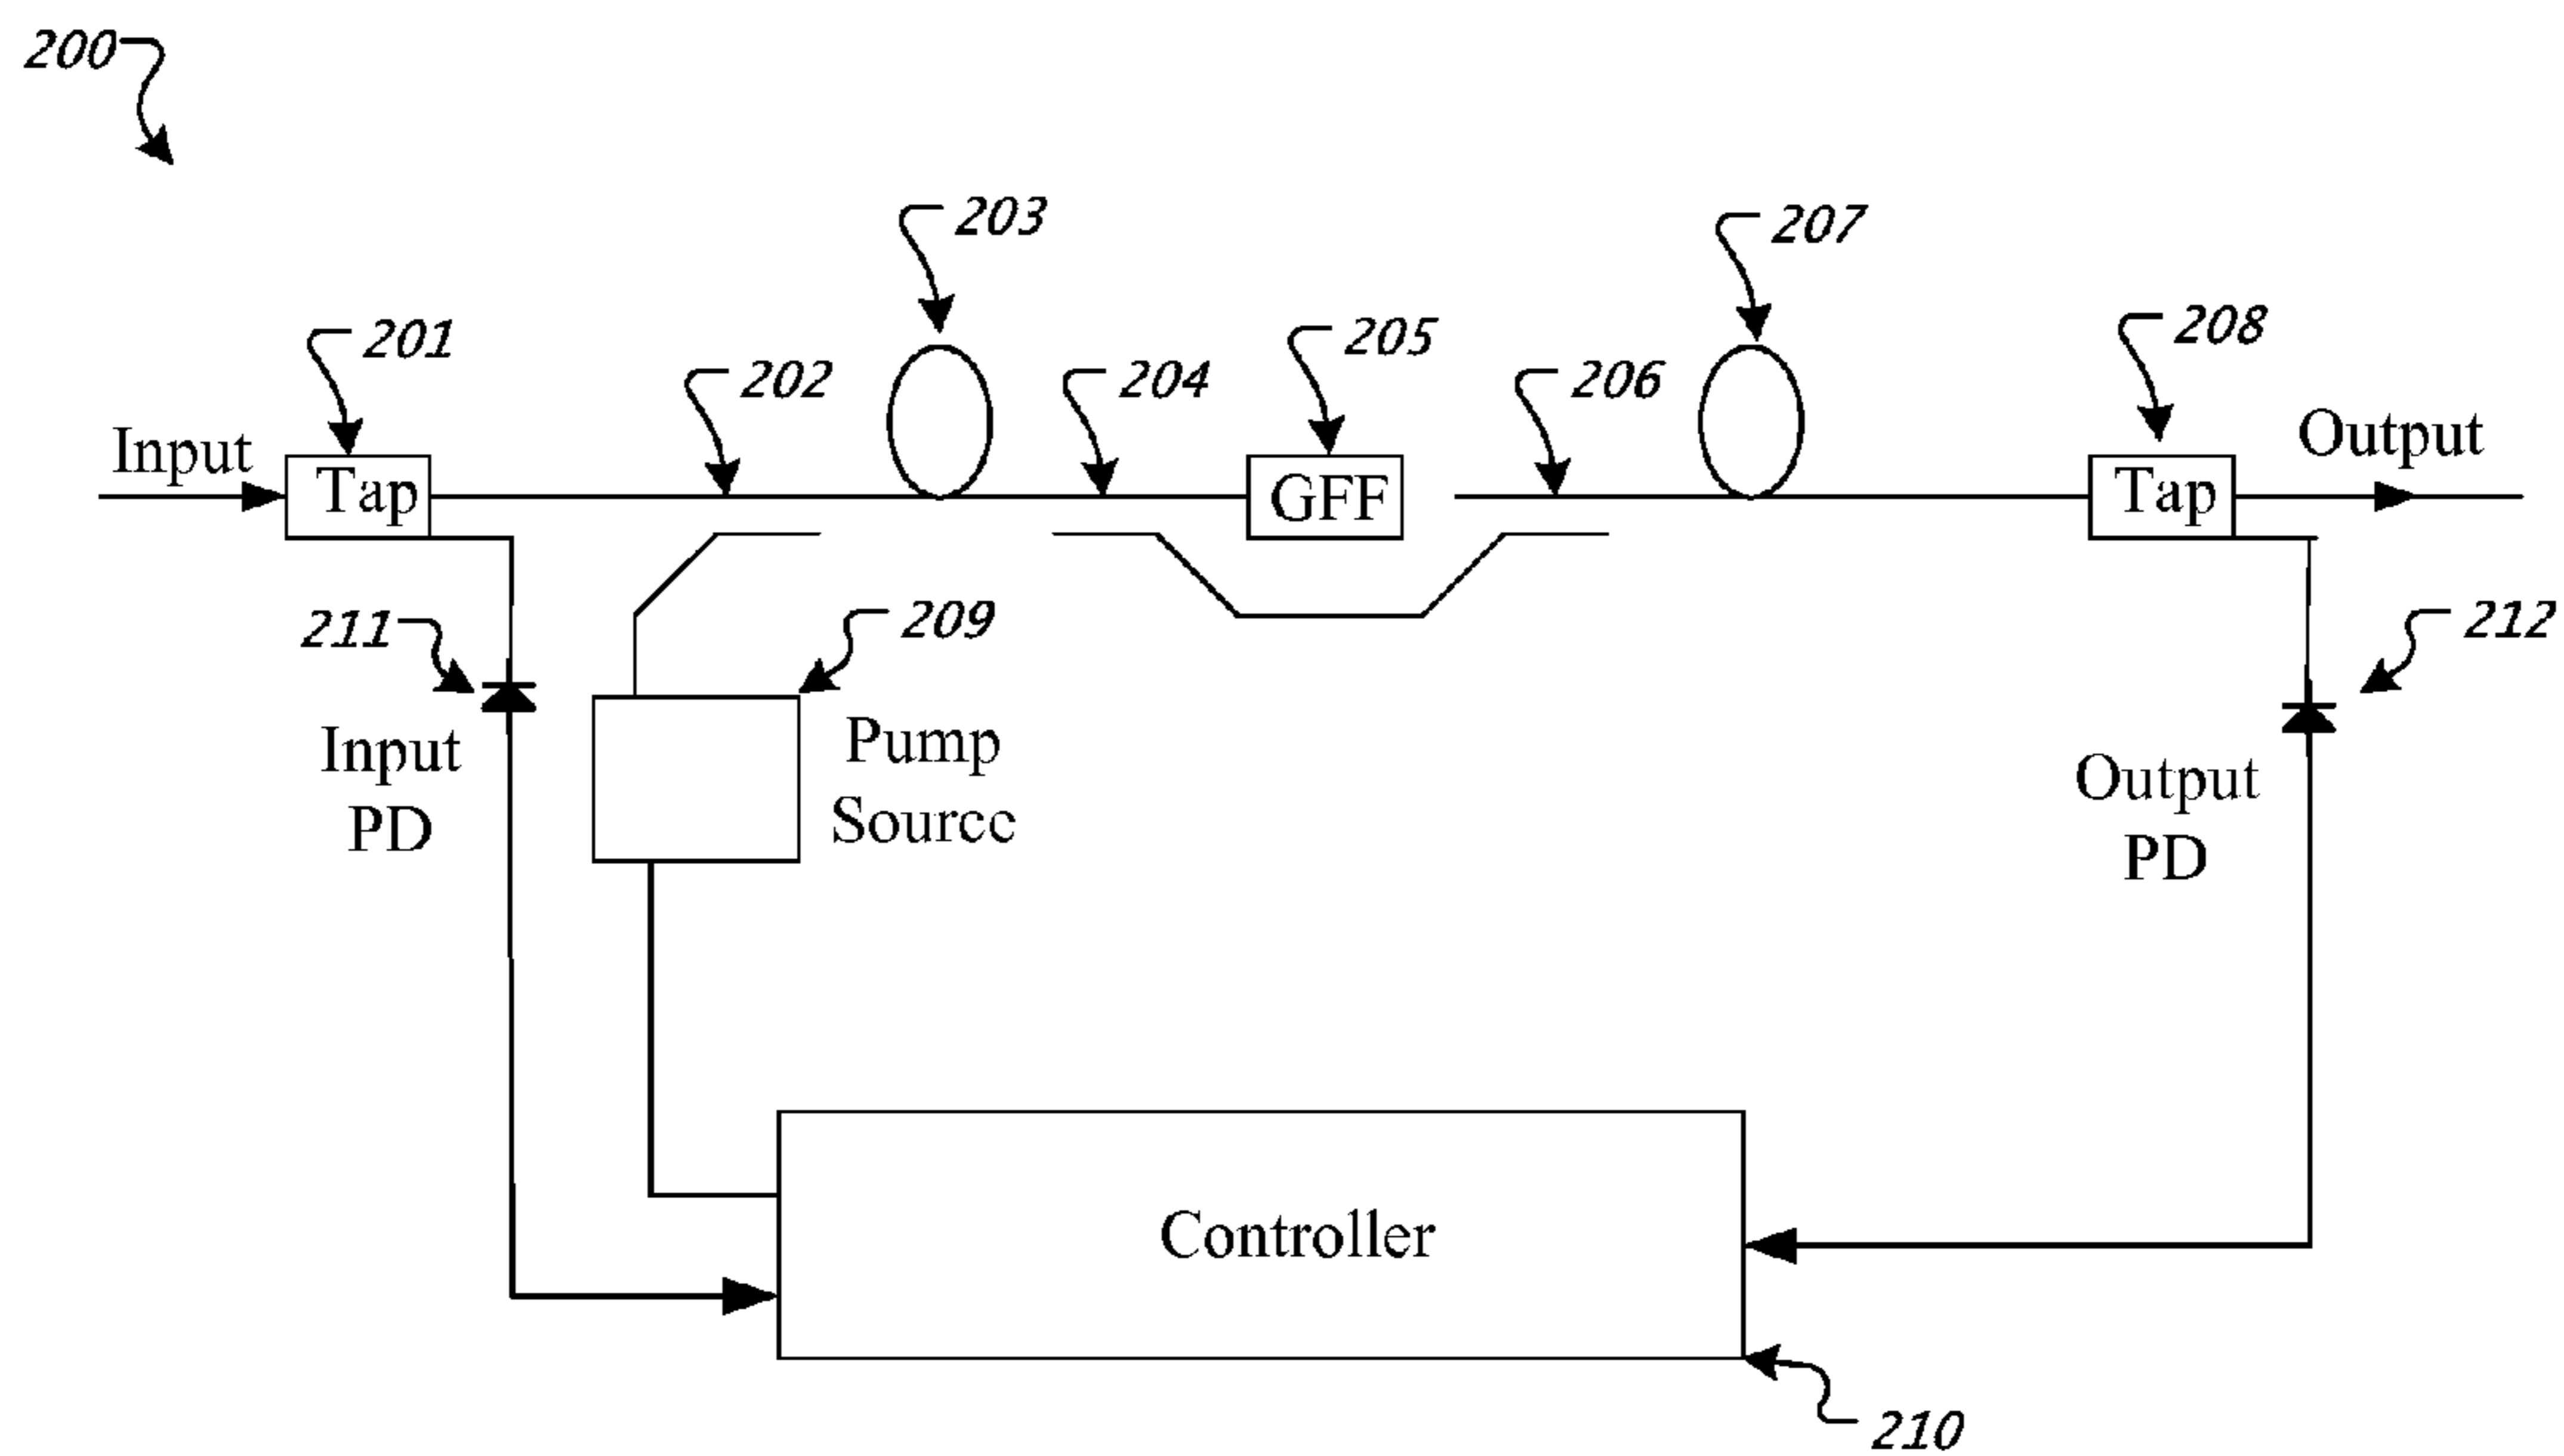 200
203
207
201
205
208
202
204
206
Input
Tap
GFF
Tap
Output
211
209
212
Input
PD
Pump
Source
Output
PD
Controller
210